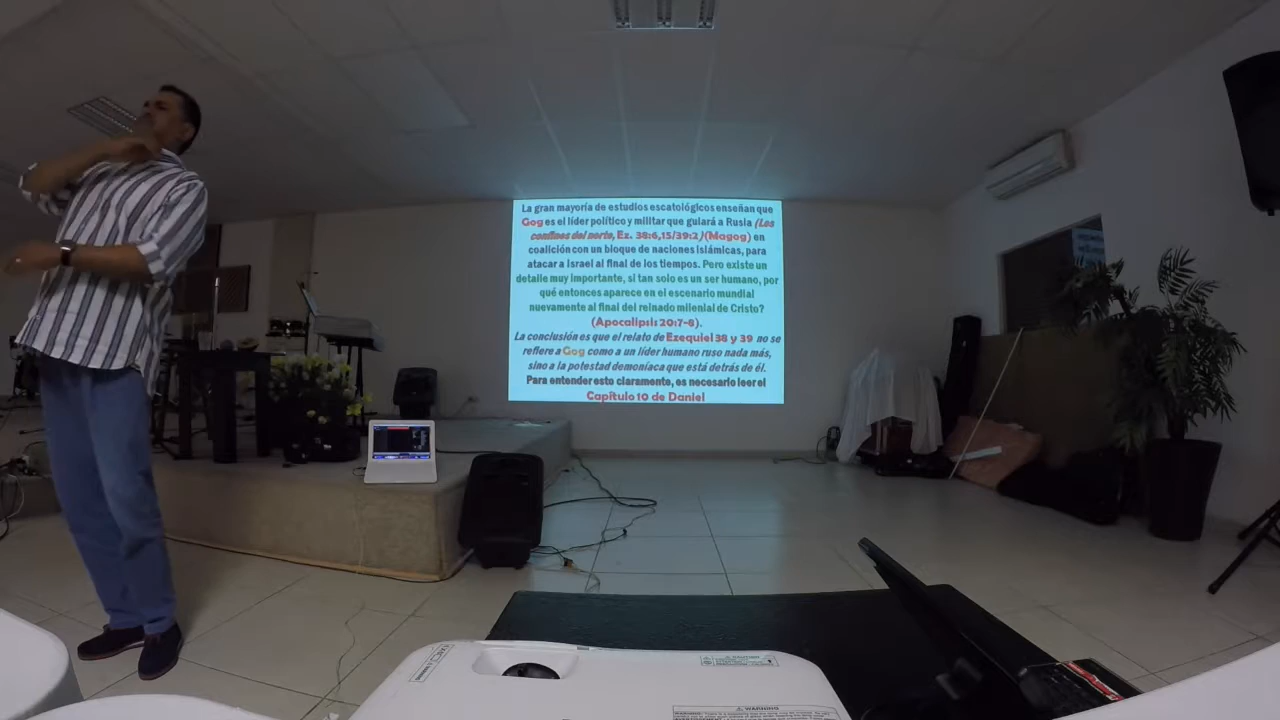 La gran mayoría de estudios escatológicos enseñan que
Gog es el líder político y militar que guiará a Rusia (Los
confines del norte, Ez. 38:6,15/39:2) (Magog) en
coalición con un bloque de naciones islámicas, para
atacar a Israel al final de los tiempos. Pero existe un
detalle muy importante, si tan solo es un ser humano, por
qué entonces aparece en el escenario mundial
nuevamente al final del reinado milenial de Cristo?
(Apocalipsis 20:7-8).
La conclusión es que el relato de Ezequiel 38 y 39 no se
refiere a Gog como a un líder humano ruso nada más,
sino a la potestad demoníaca que está detrás de él.
Para entender esto claramente, es necesario leer el
Capítulo 10 de Daniel
WARNING